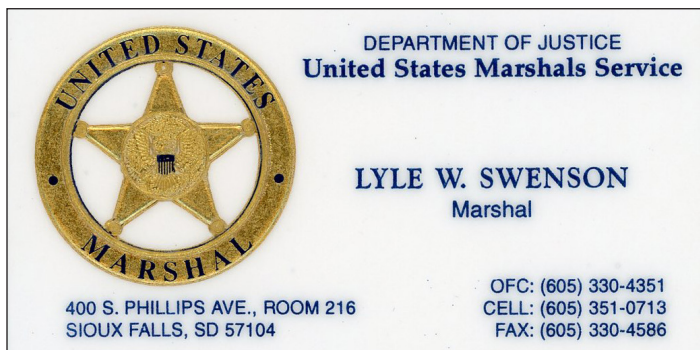 UNITED STATES
MARSHAL
DEPARTMENT OF JUSTICE
United States Marshals Service
LYLE W. SWENSON
Marshal
400 S. PHILLIPS AVE., ROOM 216
SIOUX FALLS, SD 57104
OFC: (605) 330-4351
CELL: (605) 351-0713
FAX: (605) 330-4586